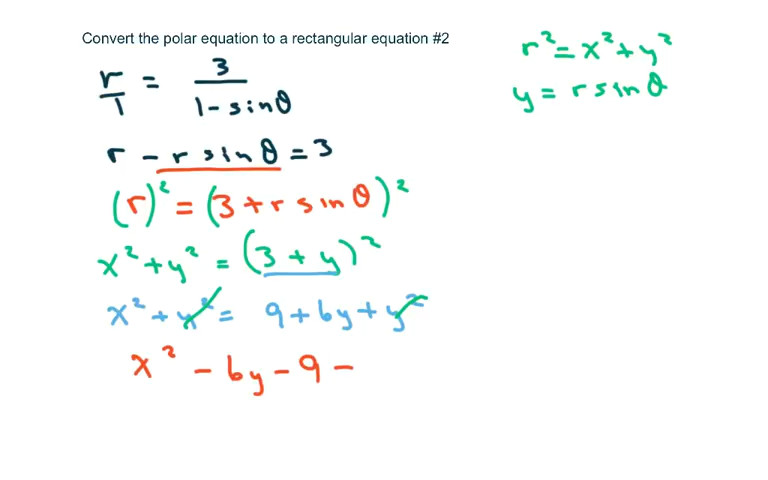 Convert the polar equation to a rectangular equation #2
r² = x² + y²
y = r sin θ
r/1 = 3/(1 - sin θ)
r - r sin θ = 3
(r)² = (3 + r sin θ)²
x² + y² = (3 + y)²
x² + y² = 9 + 6y + y²
x² - 6y - 9 -